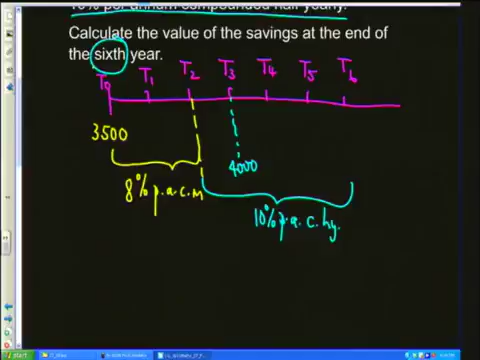 10% per annum compounded half yearly.
Calculate the value of the savings at the end of
the sixth year.
T0 T1 T2 T3 T4 T5 T6
3500
4000
8% p.a.c.m
10% p.a.c.hy.
start